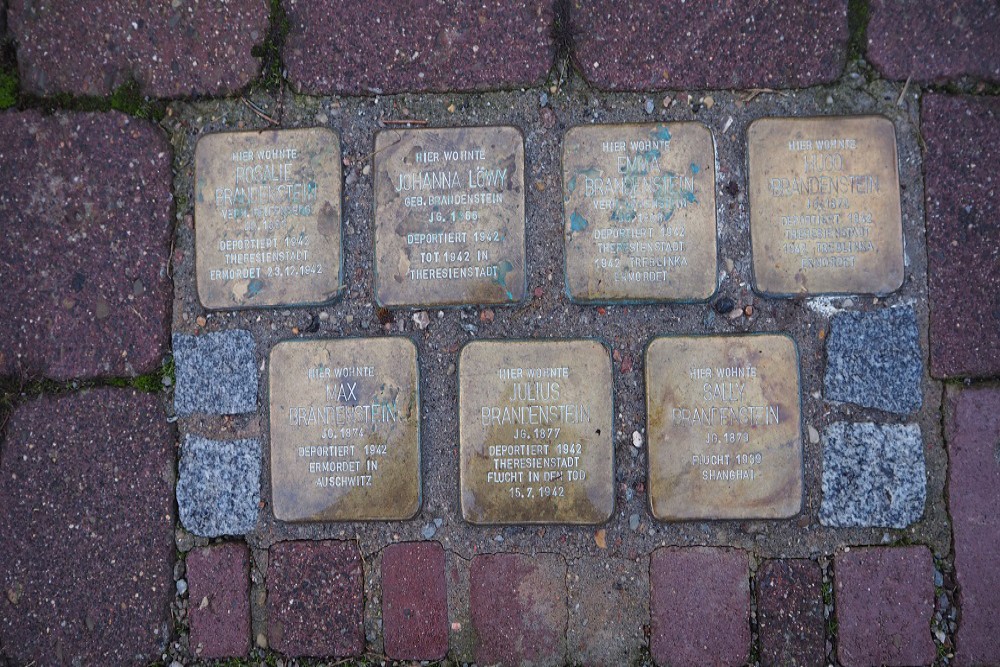 HIER WOHNTE
ROSALIE
BRANDENSTEIN
DEPORTIERT 1942
THERESIENSTADT
ERMORDET 23.12.1942
HIER WOHNTE
JOHANNA LÖWY
GEB. BRANDENSTEIN
JG. 1866
DEPORTIERT 1942
TOT 1942 IN
THERESIENSTADT
HIER WOHNTE
EMMY
BRANDENSTEIN
DEPORTIERT 1942
THERESIENSTADT
1942 TREBLINKA
ERMORDET
HIER WOHNTE
HUGO
BRANDENSTEIN
DEPORTIERT 1942
THERESIENSTADT
1942 TREBLINKA
ERMORDET
HIER WOHNTE
MAX
BRANDENSTEIN
JG. 1874
DEPORTIERT 1942
ERMORDET IN
AUSCHWITZ
HIER WOHNTE
JULIUS
BRANDENSTEIN
JG. 1877
DEPORTIERT 1942
THERESIENSTADT
FLUCHT IN DEN TOD
15.7.1942
HIER WOHNTE
SALLY
BRANDENSTEIN
FLUCHT 1939
SHANGHAI